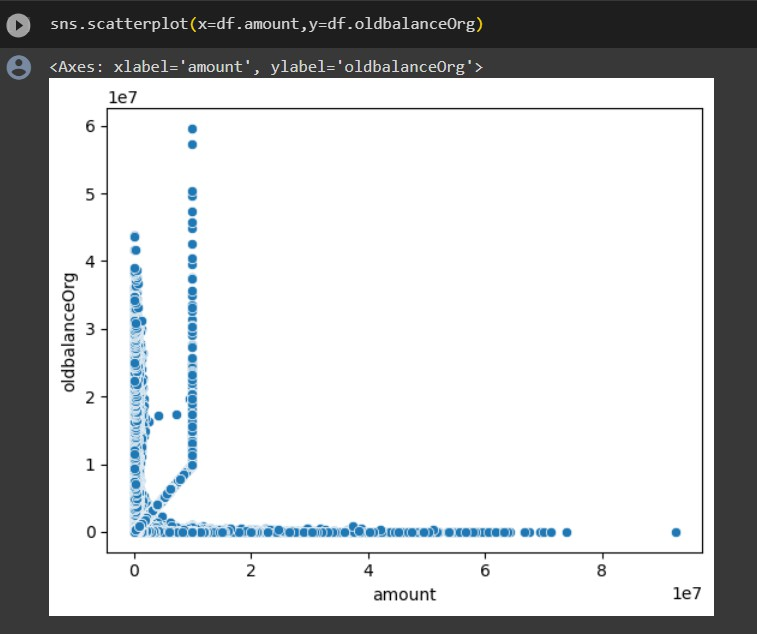 sns.scatterplot(x=df.amount,y=df.oldbalanceOrg)
<Axes: xlabel='amount', ylabel='oldbalanceOrg'>
1e7
6
5
4
3
2
1
0
oldbalanceOrg
0 2 4 6 8
1e7
amount